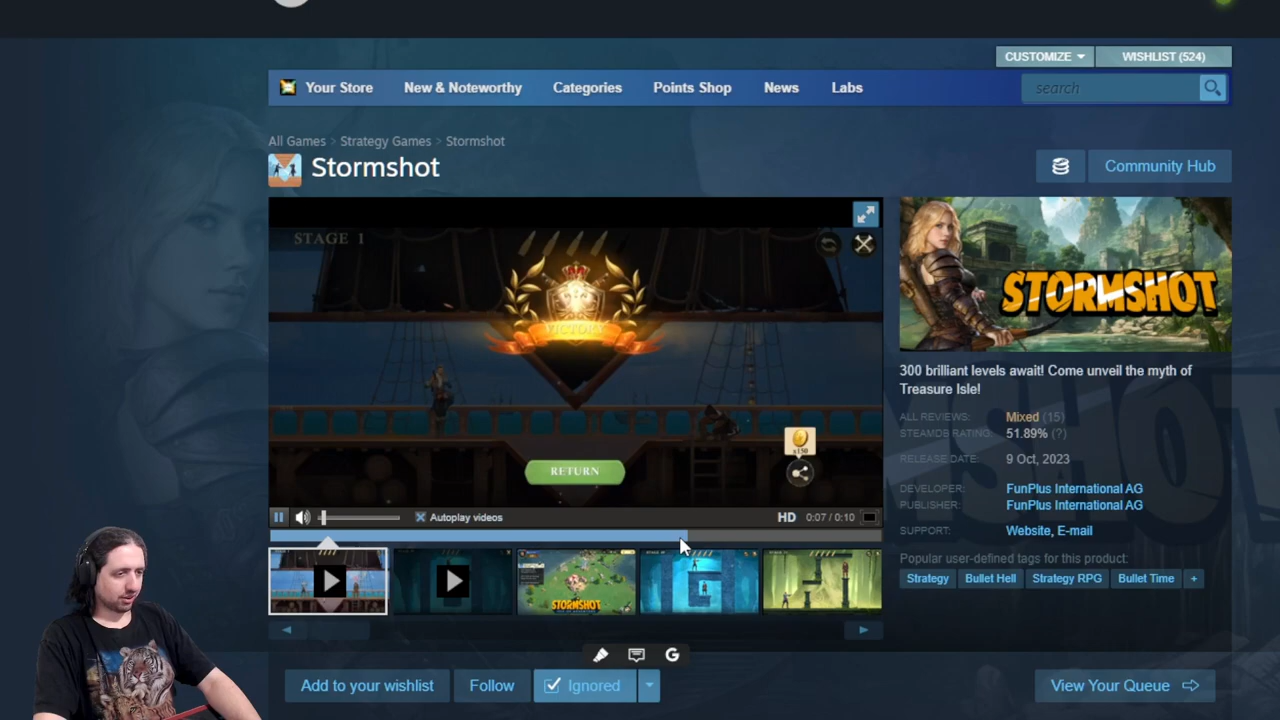 CUSTOMIZE
WISHLIST (524)
Your Store
New & Noteworthy
Categories
Points Shop
News
Labs
search
All Games > Strategy Games > Stormshot
Stormshot
Community Hub
STAGE 1
VICTORY
x150
RETURN
Autoplay videos
HD
0:07 / 0:10
STORMSHOT
STORMSHOT
300 brilliant levels await! Come unveil the myth of
Treasure Isle!
ALL REVIEWS: Mixed (15)
STEAMDB RATING: 51.89% (?)
RELEASE DATE: 9 Oct, 2023
DEVELOPER: FunPlus International AG
PUBLISHER: FunPlus International AG
SUPPORT: Website, E-mail
Popular user-defined tags for this product:
Strategy
Bullet Hell
Strategy RPG
Bullet Time
+
G
Add to your wishlist
Follow
Ignored
View Your Queue